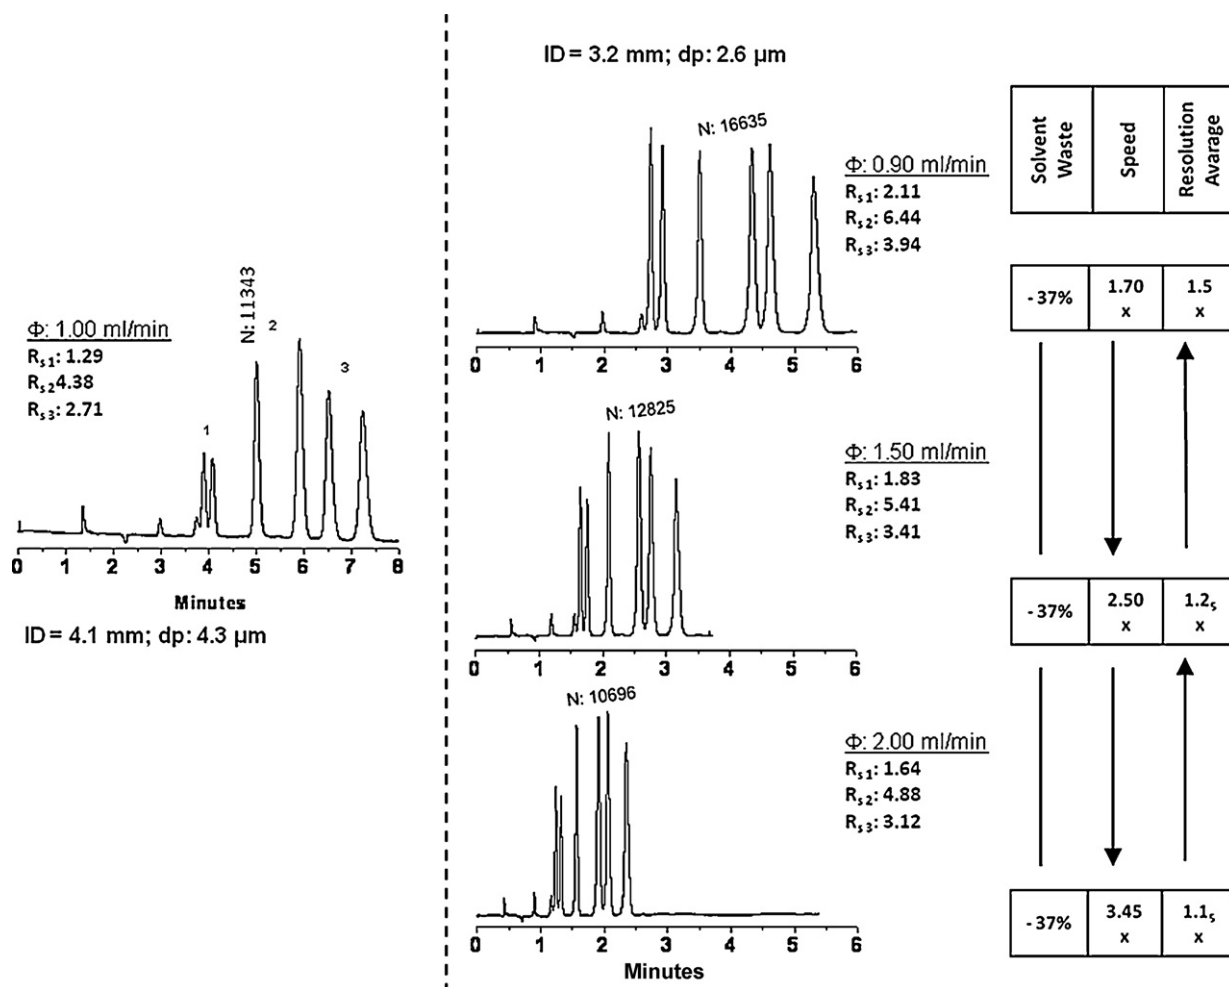 ID = 3.2 mm; dp: 2.6 µm
Φ: 1.00 ml/min
Rs1: 1.29
Rs2 4.38
Rs3: 2.71
N: 11343
1
2
3
0 1 2 3 4 5 6 7 8
Minutes
ID = 4.1 mm; dp: 4.3 µm
N: 16635
Φ: 0.90 ml/min
Rs1: 2.11
Rs2: 6.44
Rs3: 3.94
0 1 2 3 4 5 6
N: 12825
Φ: 1.50 ml/min
Rs1: 1.83
Rs2: 5.41
Rs3: 3.41
0 1 2 3 4 5 6
N: 10696
Φ: 2.00 ml/min
Rs1: 1.64
Rs2: 4.88
Rs3: 3.12
0 1 2 3 4 5 6
Minutes
Solvent
Waste
Speed
Resolution
Avarage
- 37%
1.70
x
1.5
x
- 37%
2.50
x
1.25
x
- 37%
3.45
x
1.15
x